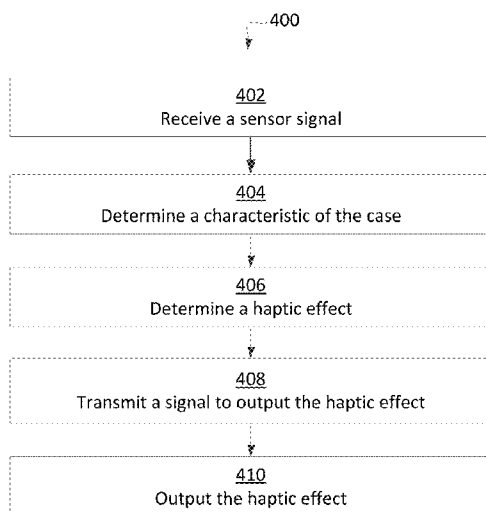 400
402
Receive a sensor signal
404
Determine a characteristic of the case
406
Determine a haptic effect
408
Transmit a signal to output the haptic effect
410
Output the haptic effect